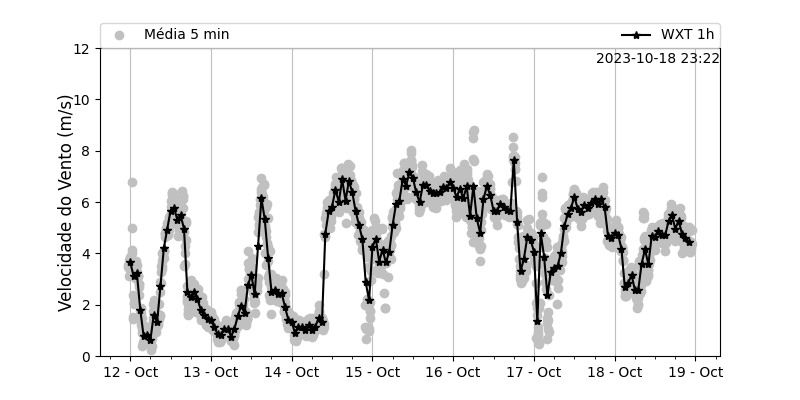 Média 5 min
WXT 1h
2023-10-18 23:22
Velocidade do Vento (m/s)
12
10
8
6
4
2
0
12 - Oct
13 - Oct
14 - Oct
15 - Oct
16 - Oct
17 - Oct
18 - Oct
19 - Oct